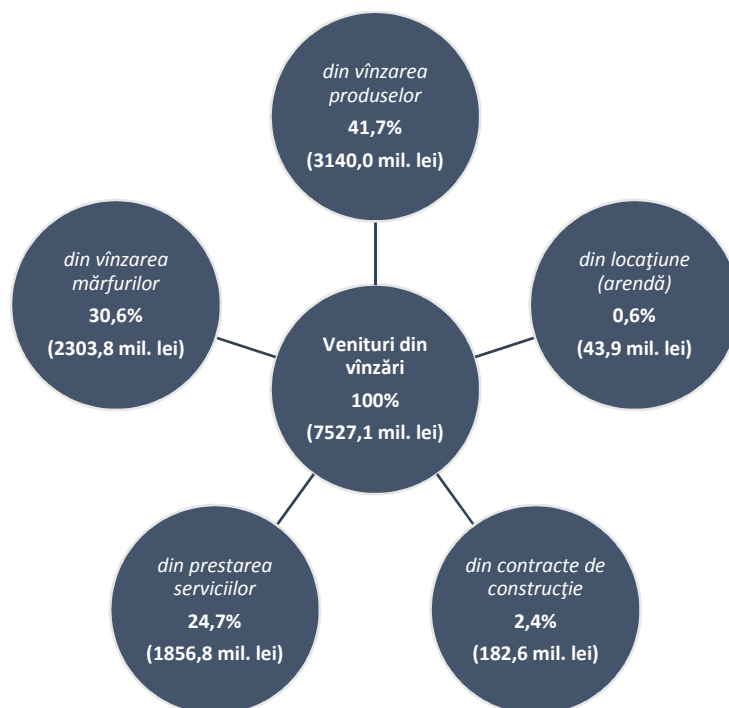 din vînzarea
produselor
41,7%
(3140,0 mil. lei)
din vînzarea
mărfurilor
30,6%
(2303,8 mil. lei)
din locaţiune
(arendă)
0,6%
(43,9 mil. lei)
Venituri din
vînzări
100%
(7527,1 mil. lei)
din prestarea
serviciilor
24,7%
(1856,8 mil. lei)
din contracte de
construcţie
2,4%
(182,6 mil. lei)